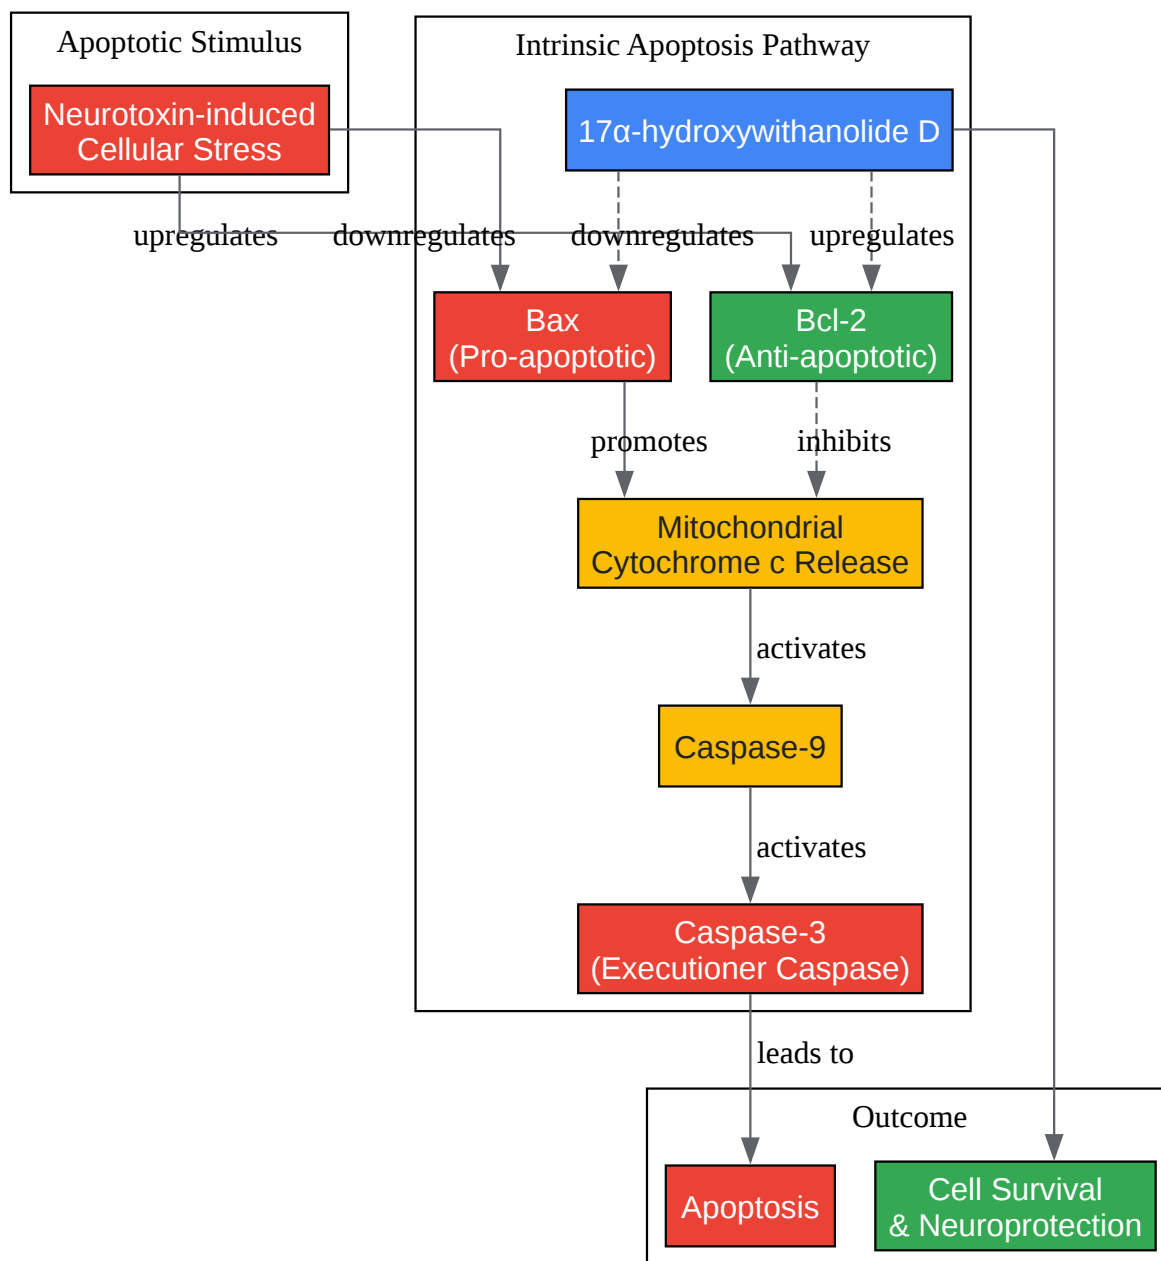 Apoptotic Stimulus
Intrinsic Apoptosis Pathway
Neurotoxin-induced
Cellular Stress
17α-hydroxywithanolide D
upregulates
downregulates
downregulates
upregulates
Bax
(Pro-apoptotic)
Bcl-2
(Anti-apoptotic)
promotes
inhibits
Mitochondrial
Cytochrome c Release
activates
Caspase-9
activates
Caspase-3
(Executioner Caspase)
leads to
Outcome
Apoptosis
Cell Survival
& Neuroprotection